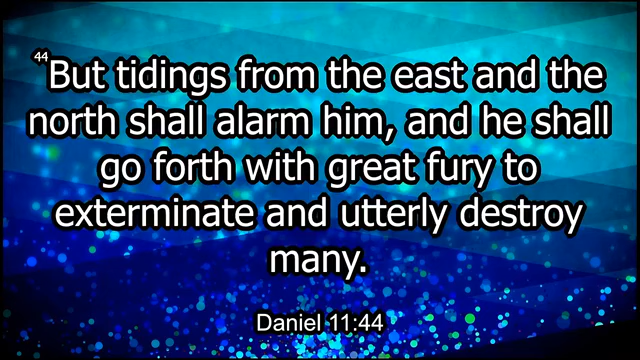 44But tidings from the east and the
north shall alarm him, and he shall
go forth with great fury to
exterminate and utterly destroy
many.
Daniel 11:44